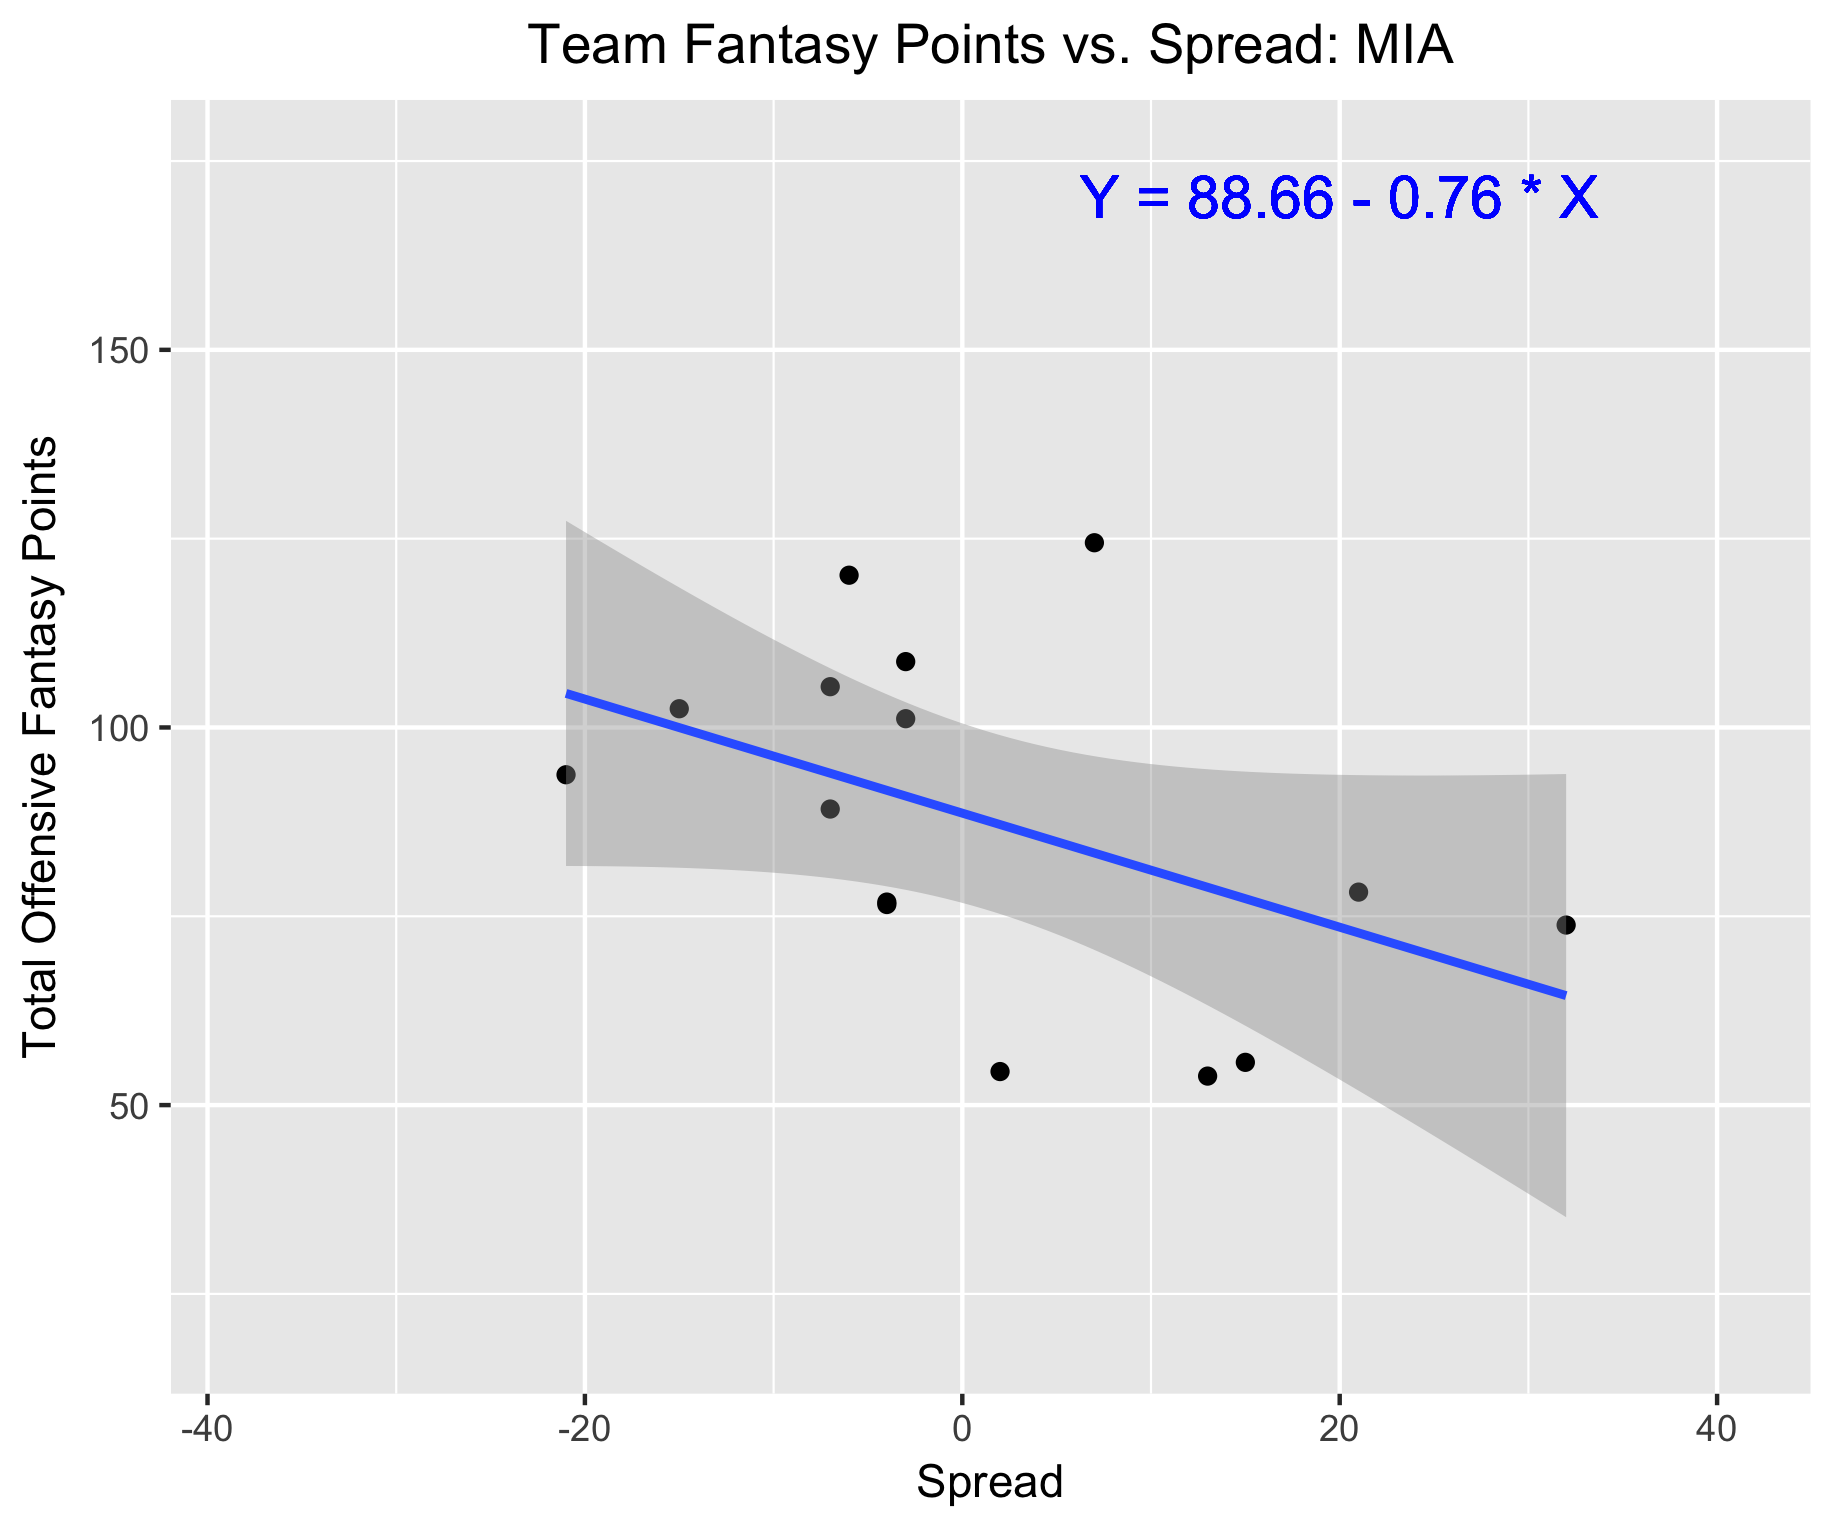 Team Fantasy Points vs. Spread: MIA
Y = 88.66 - 0.76 * X
Total Offensive Fantasy Points
150
100
50
-40
-20
0
20
40
Spread